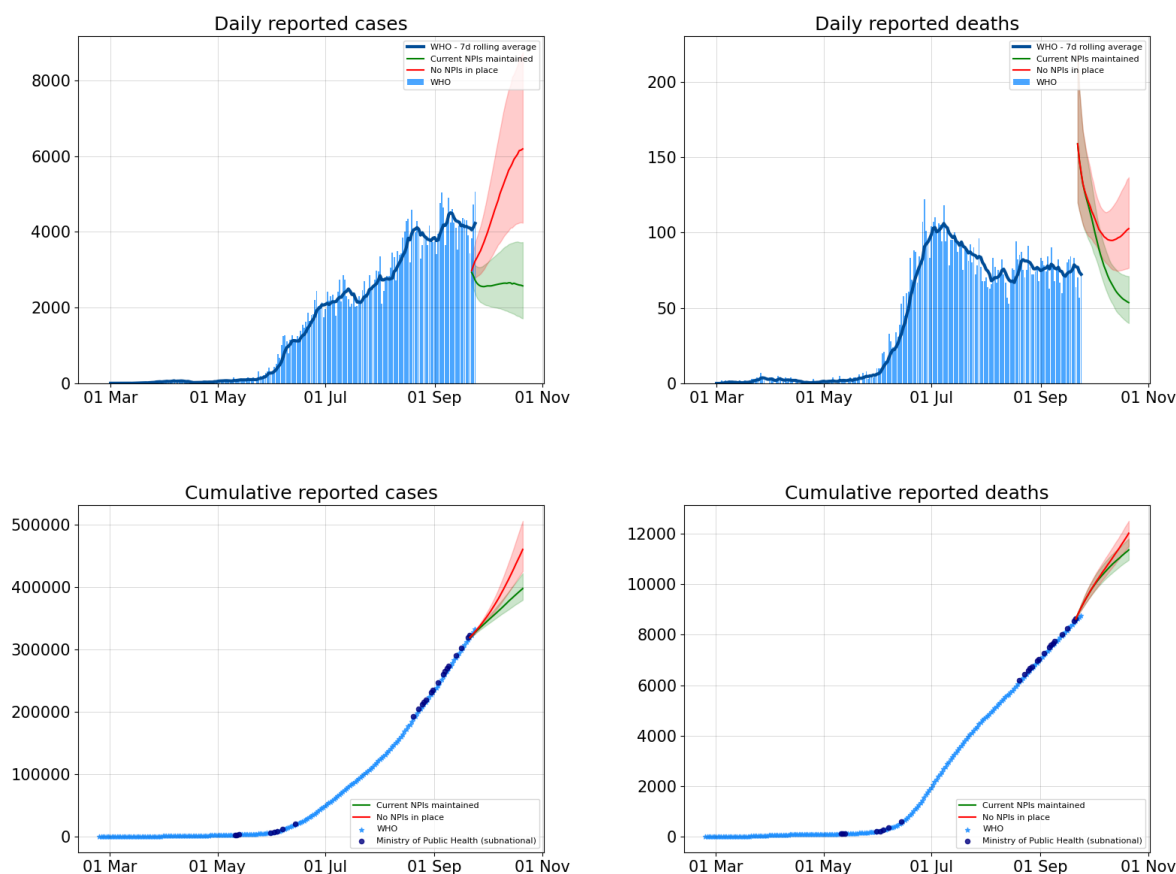 Daily reported cases
WHO - 7d rolling average
Current NPIs maintained
No NPIs in place
WHO
8000
6000
4000
2000
0
01 Mar
01 May
01 Jul
01 Sep
01 Nov
Daily reported deaths
WHO - 7d rolling average
Current NPIs maintained
No NPIs in place
WHO
200
150
100
50
0
01 Mar
01 May
01 Jul
01 Sep
01 Nov
Cumulative reported cases
500000
400000
300000
200000
100000
0
Current NPIs maintained
No NPIs in place
WHO
Ministry of Public Health (subnational)
01 Mar
01 May
01 Jul
01 Sep
01 Nov
Cumulative reported deaths
12000
10000
8000
6000
4000
2000
0
Current NPIs maintained
No NPIs in place
WHO
Ministry of Public Health (subnational)
01 Mar
01 May
01 Jul
01 Sep
01 Nov